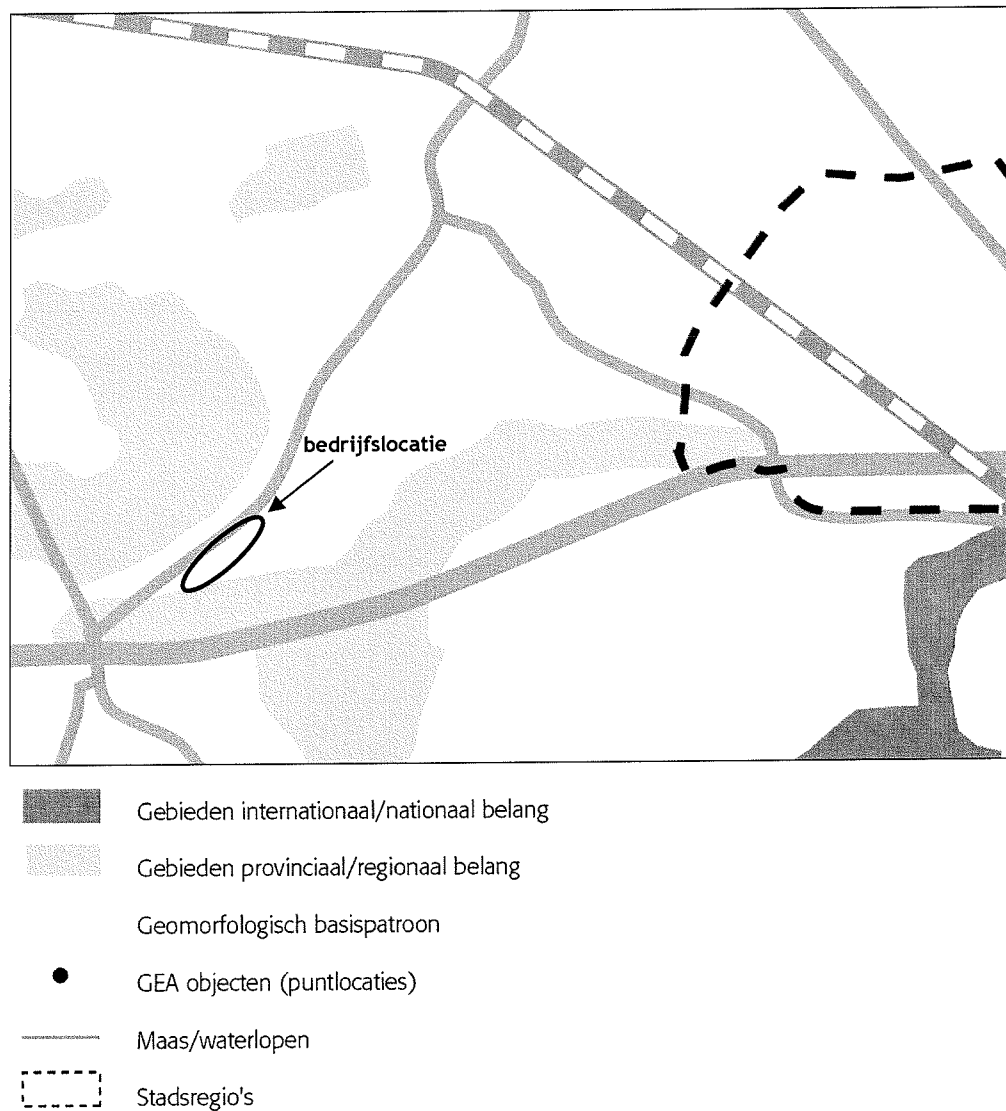 bedrijfslocatie
Gebieden internationaal/nationaal belang
Gebieden provinciaal/regionaal belang
Geomorfologisch basispatroon
GEA objecten (puntlocaties)
Maas/waterlopen
Stadsregio's